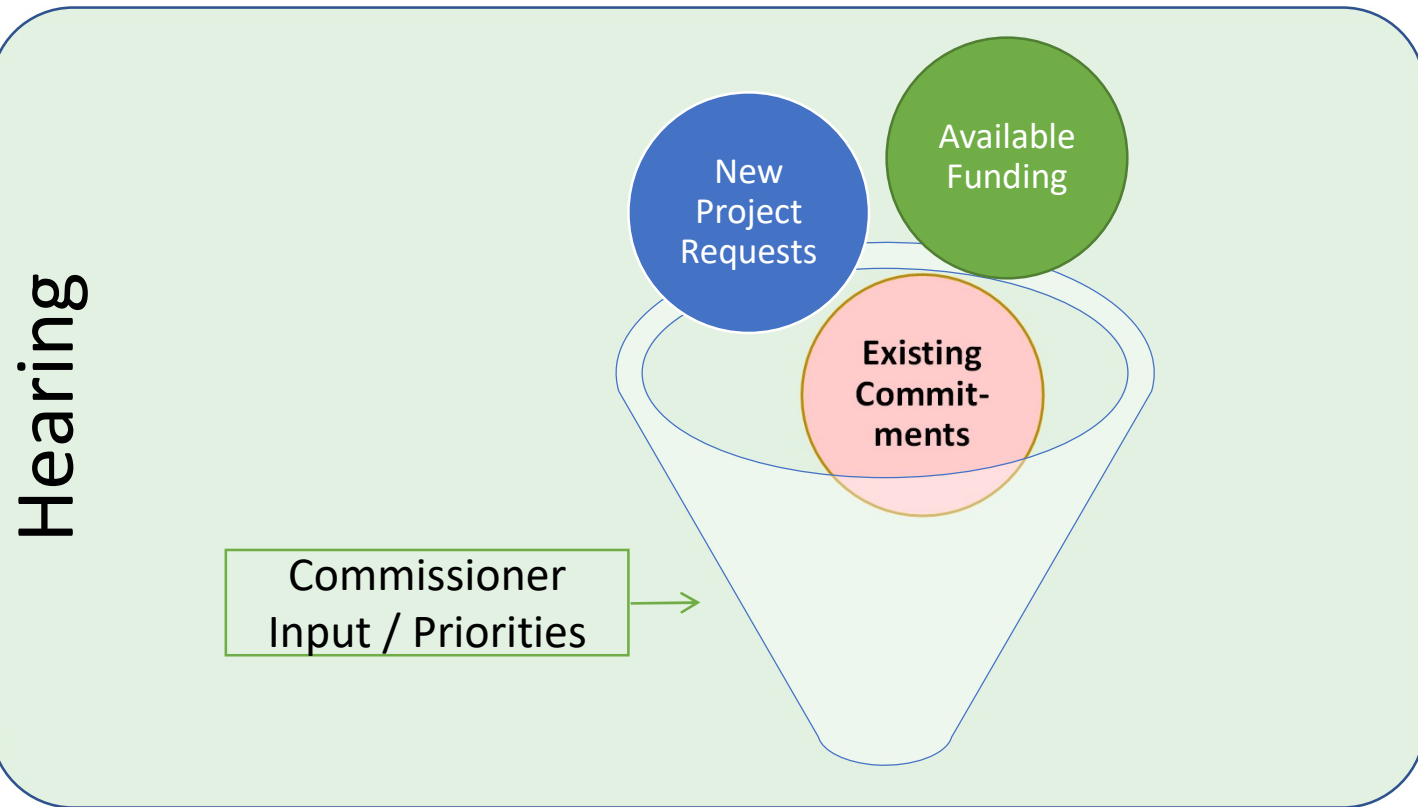 Hearing
New
Project
Requests
Available
Funding
Existing
Commit-
ments
Commissioner
Input / Priorities